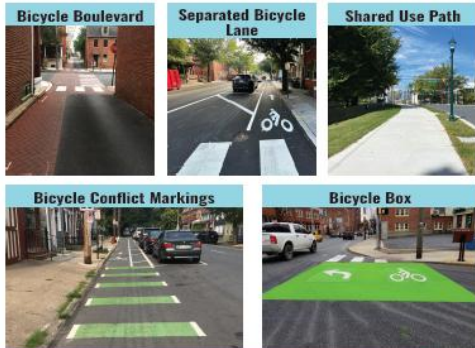 Bicycle Boulevard
Separated Bicycle
Lane
Shared Use Path
Bicycle Conflict Markings
Bicycle Box